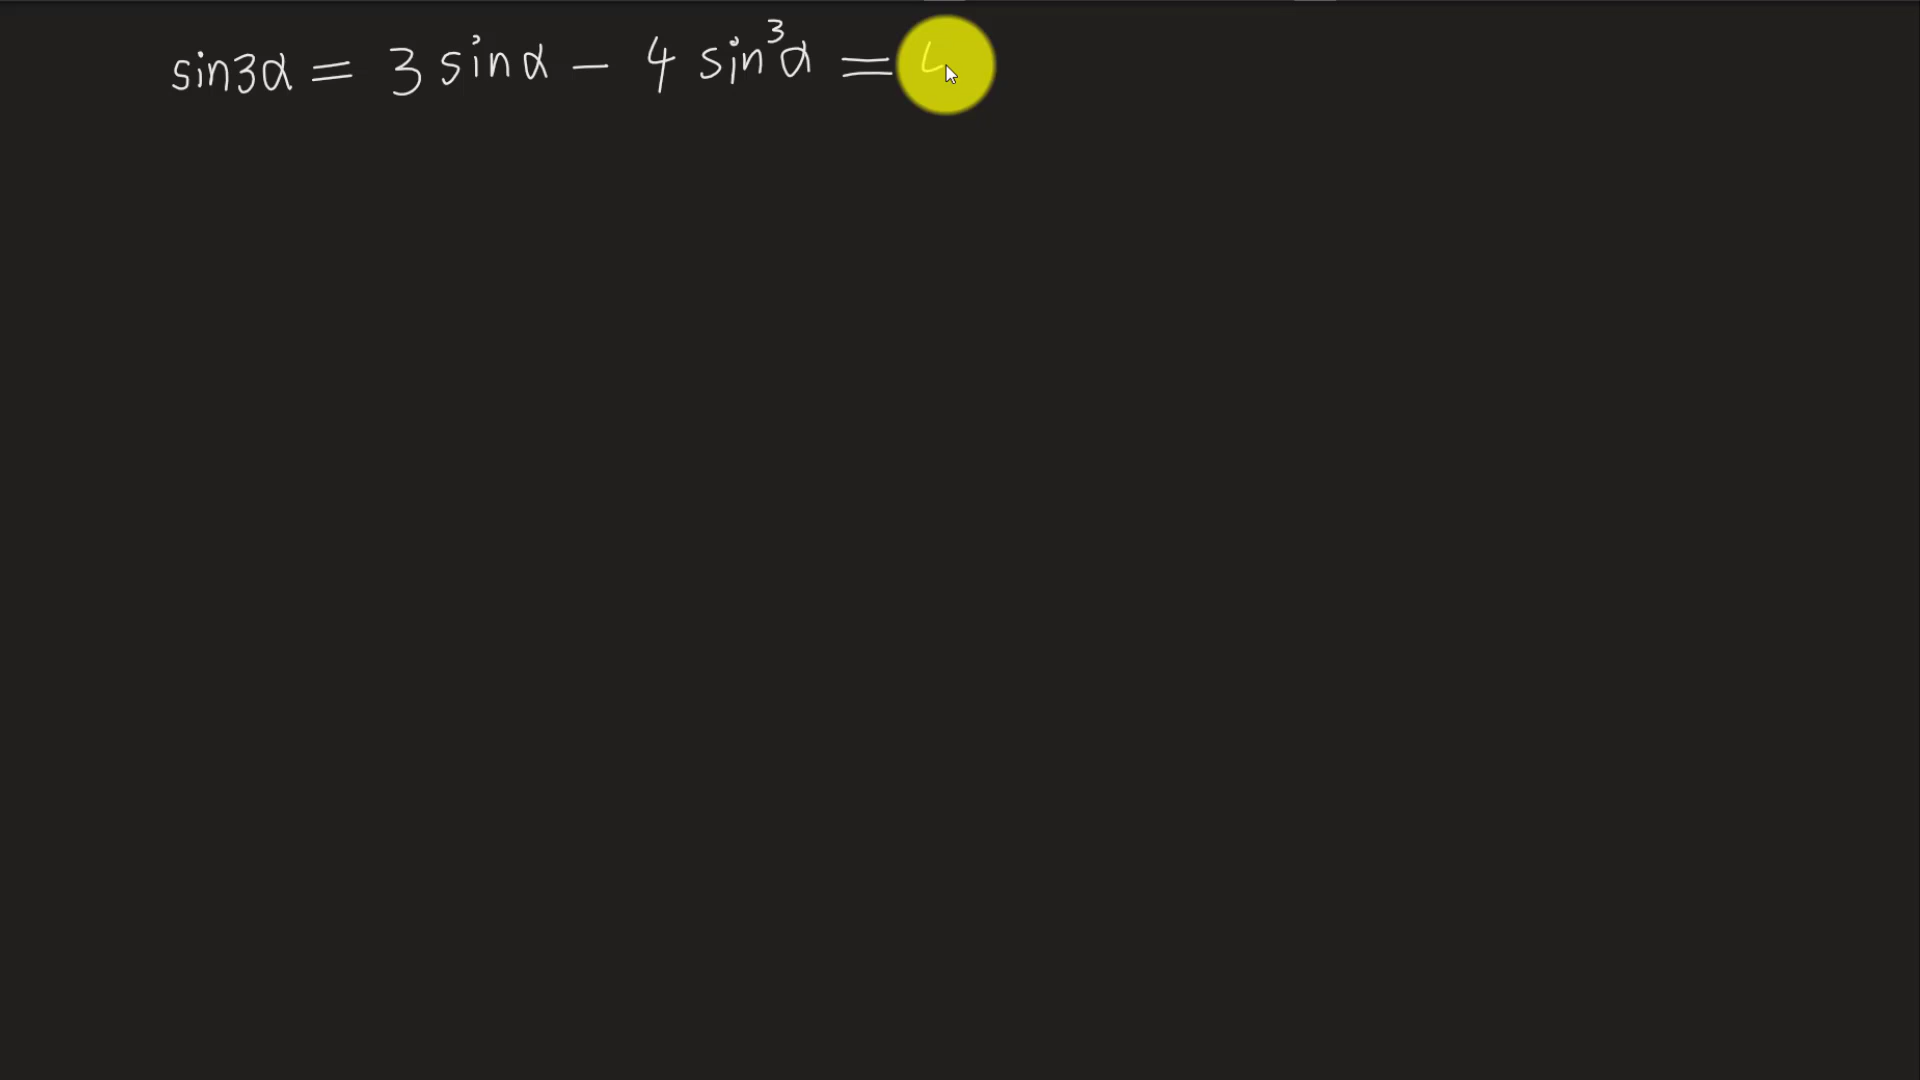 sin3α = 3 sinα − 4 sin³α =